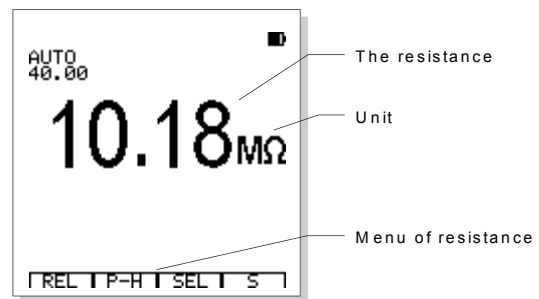 AUTO
40.00
The resistance
10.18MΩ
Unit
Menu of resistance
REL P-H SEL S